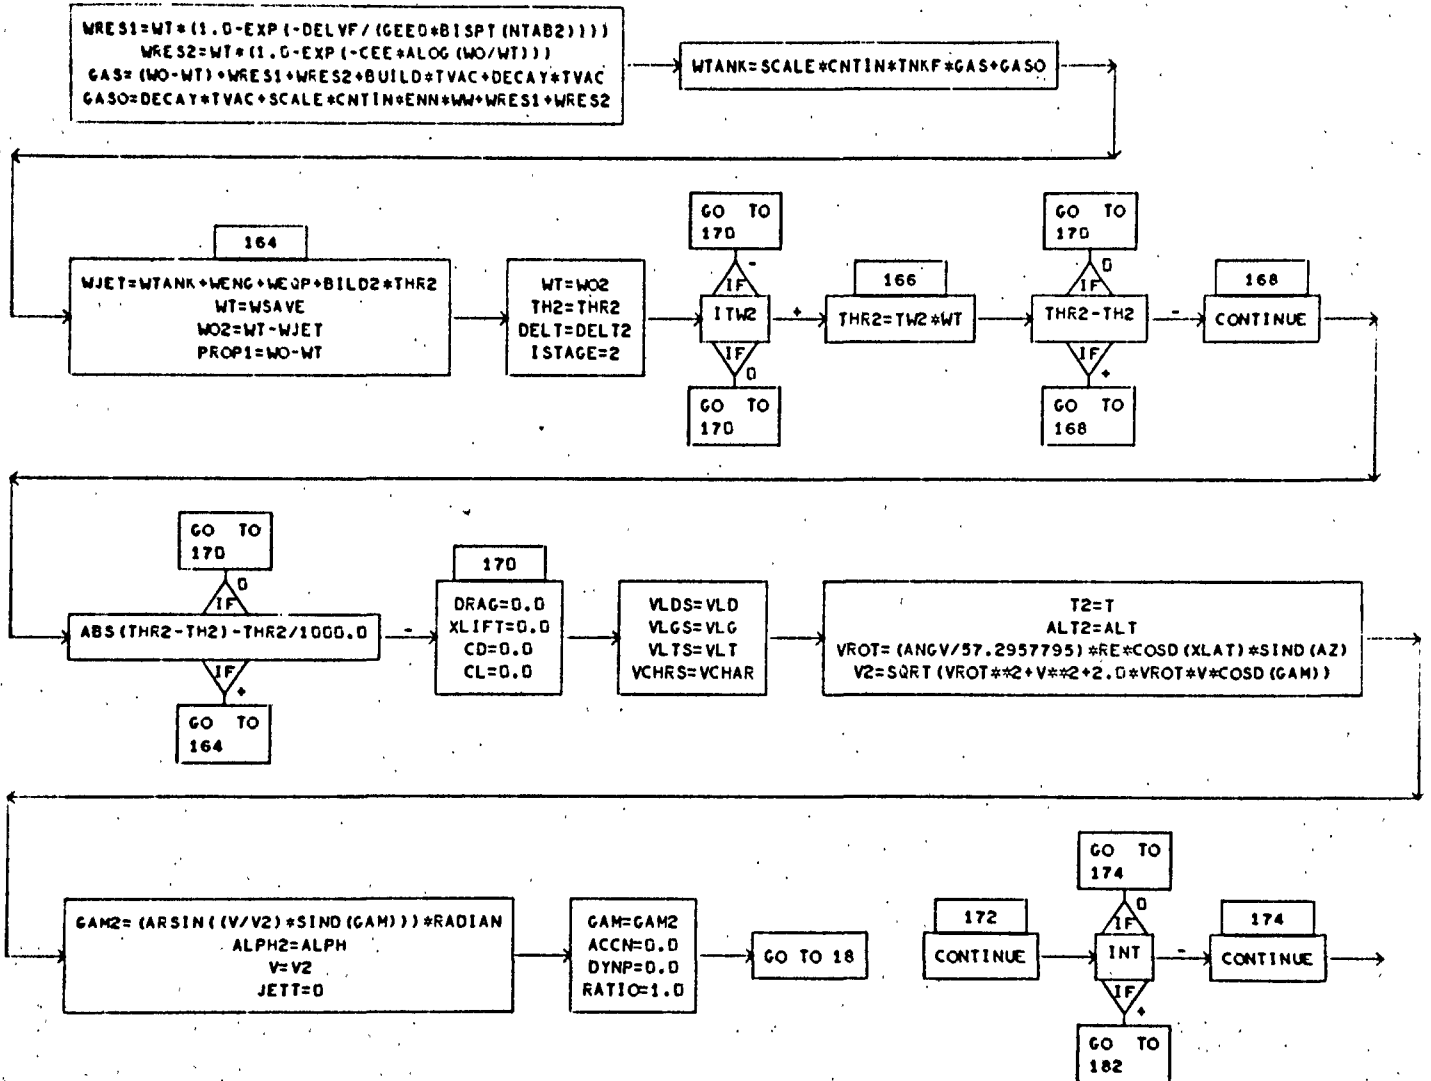 WRES1=WT*(1.0-EXP(-DELVF/(GEE0*BISPT(NTAB2))))
WRES2=WT*(1.0-EXP(-CEE*ALOG(WO/WT)))
GAS=(WO-WT)+WRES1+WRES2+BUILD*TVAC+DECAY*TVAC
GASO=DECAY*TVAC+SCALE*CNTIN*ENN*WW+WRES1+WRES2
WTANK=SCALE*CNTIN*TNKF*GAS+GASO
164
WJET=WTANK+WENG+WEQP+BILD2*THR2
WT=WSAVE
WO2=WT-WJET
PROP1=WO-WT
WT=WO2
TH2=THR2
DELT=DELT2
ISTAGE=2
GO TO
170
-
IF
ITW2
+
IF
0
GO TO
170
166
THR2=TW2*WT
GO TO
170
0
IF
THR2-TH2
-
IF
+
GO TO
168
168
CONTINUE
GO TO
170
0
IF
ABS(THR2-TH2)-THR2/1000.0
-
IF
+
GO TO
164
170
DRAG=0.0
XLIFT=0.0
CD=0.0
CL=0.0
VLDS=VLD
VLGS=VLG
VLTS=VLT
VCHRS=VCHAR
T2=T
ALT2=ALT
VROT=(ANGV/57.2957795)*RE*COSD(XLAT)*SIND(AZ)
V2=SQRT(VROT**2+V**2+2.0*VROT*V*COSD(GAM))
GAM2=(ARSIN((V/V2)*SIND(GAM)))*RADIAN
ALPH2=ALPH
V=V2
JETT=0
GAM=GAM2
ACCN=0.0
DYNP=0.0
RATIO=1.0
GO TO 18
172
CONTINUE
GO TO
174
0
IF
INT
-
IF
+
GO TO
182
174
CONTINUE